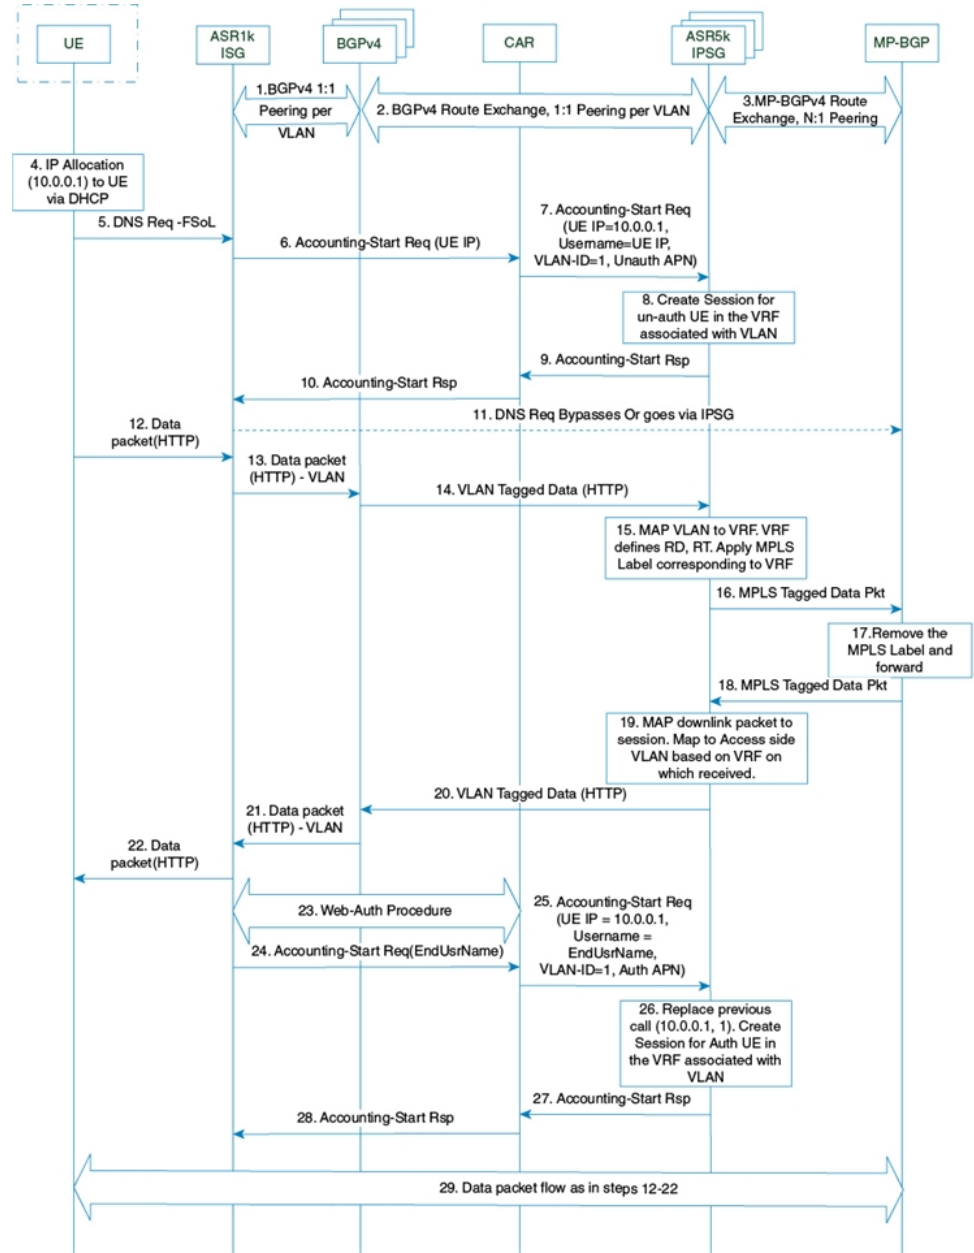 UE
ASR1k
ISG
BGPv4
CAR
ASR5k
IPSG
MP-BGP
1.BGPv4 1:1
Peering per
VLAN
2. BGPv4 Route Exchange, 1:1 Peering per VLAN
3.MP-BGPv4 Route
Exchange, N:1 Peering
4. IP Allocation
(10.0.0.1) to UE
via DHCP
5. DNS Req -FSoL
6. Accounting-Start Req (UE IP)
7. Accounting-Start Req
(UE IP=10.0.0.1,
Username=UE IP,
VLAN-ID=1, Unauth APN)
8. Create Session for
un-auth UE in the VRF
associated with VLAN
9. Accounting-Start Rsp
10. Accounting-Start Rsp
11. DNS Req Bypasses Or goes via IPSG
12. Data
packet(HTTP)
13. Data packet
(HTTP) - VLAN
14. VLAN Tagged Data (HTTP)
15. MAP VLAN to VRF. VRF
defines RD, RT. Apply MPLS
Label corresponding to VRF
16. MPLS Tagged Data Pkt
17.Remove the
MPLS Label and
forward
18. MPLS Tagged Data Pkt
19. MAP downlink packet to
session. Map to Access side
VLAN based on VRF on
which received.
20. VLAN Tagged Data (HTTP)
21. Data packet
(HTTP) - VLAN
22. Data
packet(HTTP)
23. Web-Auth Procedure
24. Accounting-Start Req(EndUsrName)
25. Accounting-Start Req
(UE IP = 10.0.0.1,
Username =
EndUsrName,
VLAN-ID=1, Auth APN)
26. Replace previous
call (10.0.0.1, 1). Create
Session for Auth UE in
the VRF associated with
VLAN
27. Accounting-Start Rsp
28. Accounting-Start Rsp
29. Data packet flow as in steps 12-22